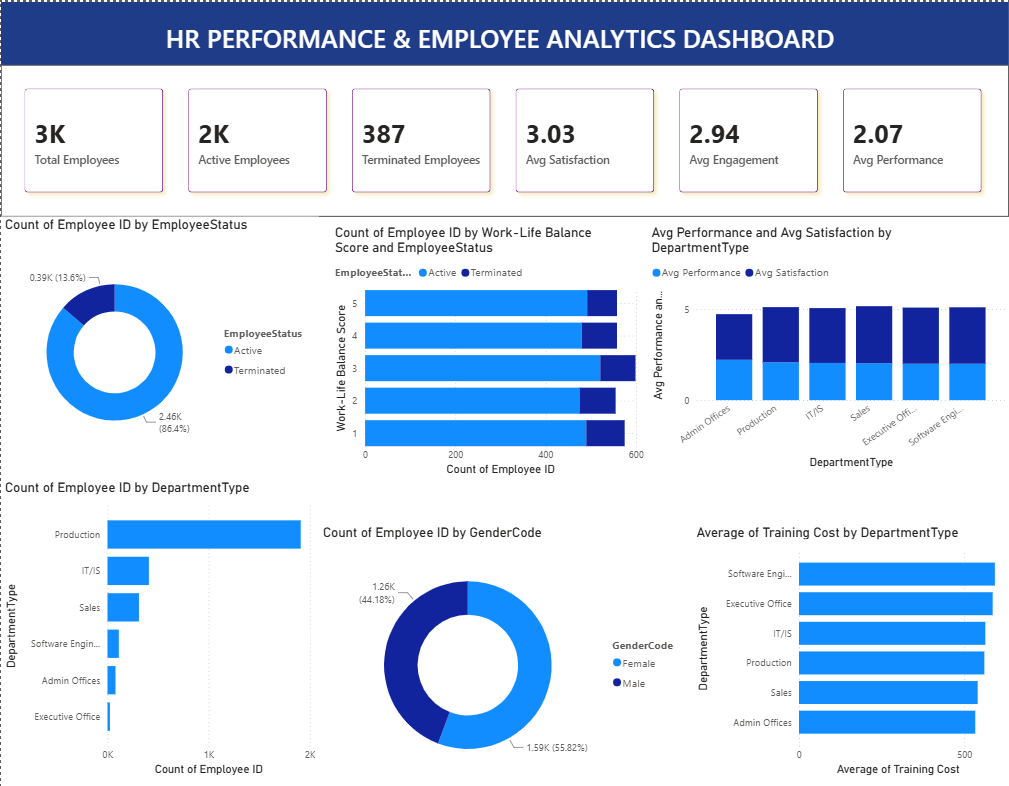 HR PERFORMANCE & EMPLOYEE ANALYTICS DASHBOARD
3K
Total Employees
2K
Active Employees
387
Terminated Employees
3.03
Avg Satisfaction
2.94
Avg Engagement
2.07
Avg Performance
Count of Employee ID by EmployeeStatus
0.39K (13.6%)
2.46K
(86.4%)
EmployeeStatus
Active
Terminated
Count of Employee ID by Work-Life Balance
Score and EmployeeStatus
EmployeeStat... Active Terminated
Work-Life Balance Score
5
4
3
2
1
0 200 400 600
Count of Employee ID
Avg Performance and Avg Satisfaction by
DepartmentType
Avg Performance Avg Satisfaction
Avg Performance an...
5
0
Admin Offices
Production
IT/IS
Sales
Executive Offi...
Software Engi...
DepartmentType
Count of Employee ID by DepartmentType
DepartmentType
Production
IT/IS
Sales
Software Engin...
Admin Offices
Executive Office
0K 1K 2K
Count of Employee ID
Count of Employee ID by GenderCode
1.26K
(44.18%)
1.59K (55.82%)
GenderCode
Female
Male
Average of Training Cost by DepartmentType
DepartmentType
Software Engi...
Executive Office
IT/IS
Production
Sales
Admin Offices
0 500
Average of Training Cost